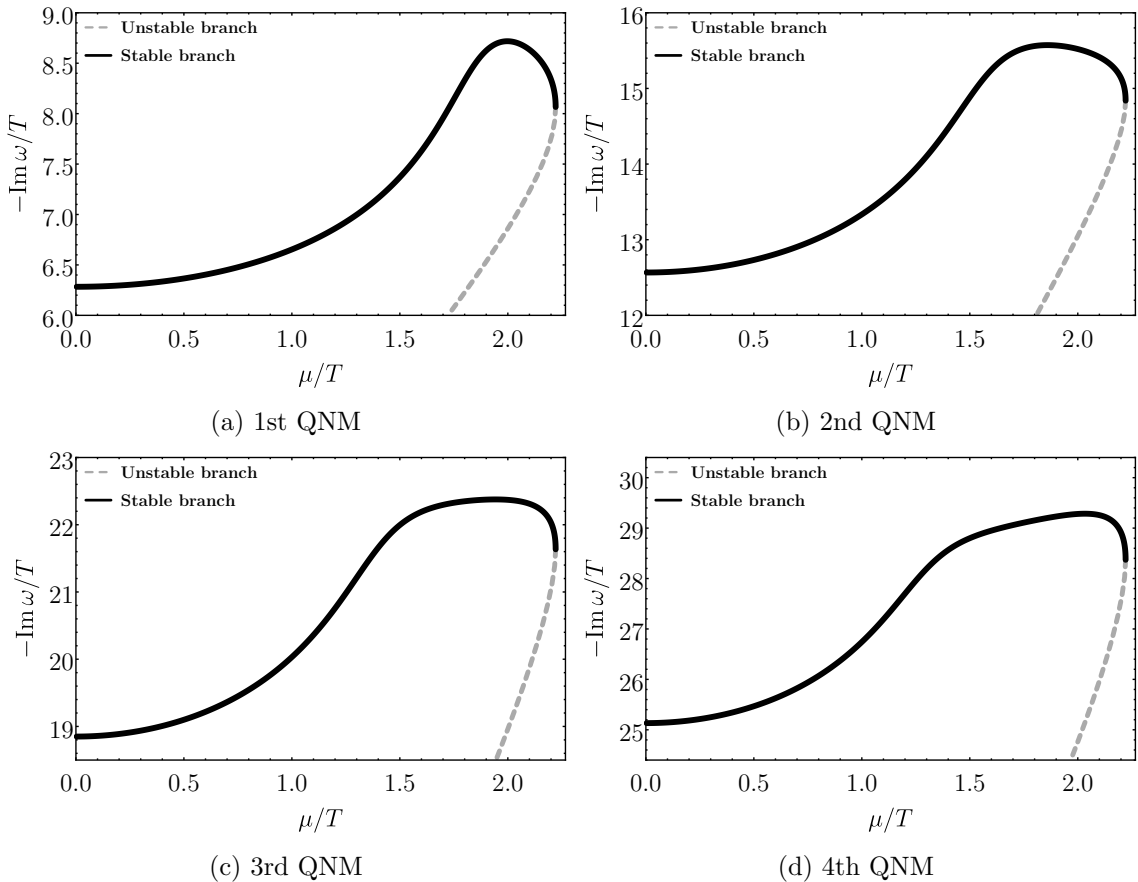 Unstable branch
Stable branch
−Im ω/T
9.0
8.5
8.0
7.5
7.0
6.5
6.0
0.0 0.5 1.0 1.5 2.0
μ/T
(a) 1st QNM
Unstable branch
Stable branch
−Im ω/T
16
15
14
13
12
0.0 0.5 1.0 1.5 2.0
μ/T
(b) 2nd QNM
Unstable branch
Stable branch
−Im ω/T
23
22
21
20
19
0.0 0.5 1.0 1.5 2.0
μ/T
(c) 3rd QNM
Unstable branch
Stable branch
−Im ω/T
30
29
28
27
26
25
0.0 0.5 1.0 1.5 2.0
μ/T
(d) 4th QNM